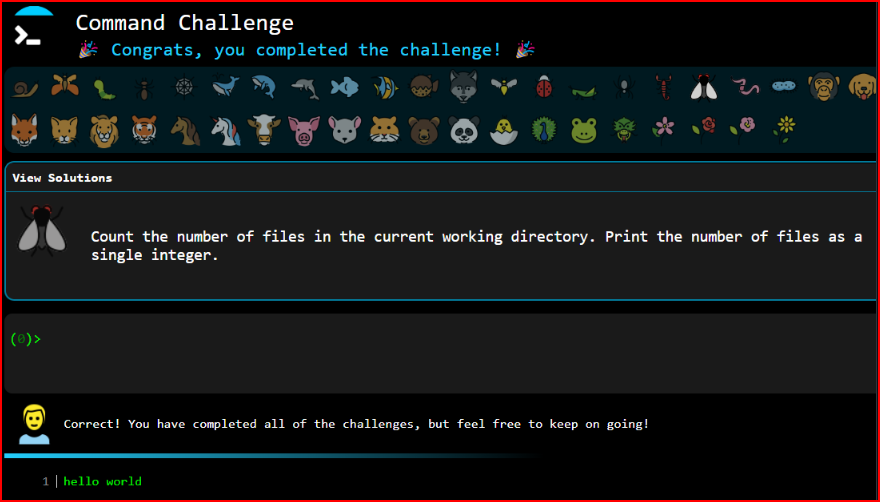 Command Challenge
🎉 Congrats, you completed the challenge! 🎉
View Solutions
Count the number of files in the current working directory. Print the number of files as a
single integer.
(0)>
Correct! You have completed all of the challenges, but feel free to keep on going!
1 hello world